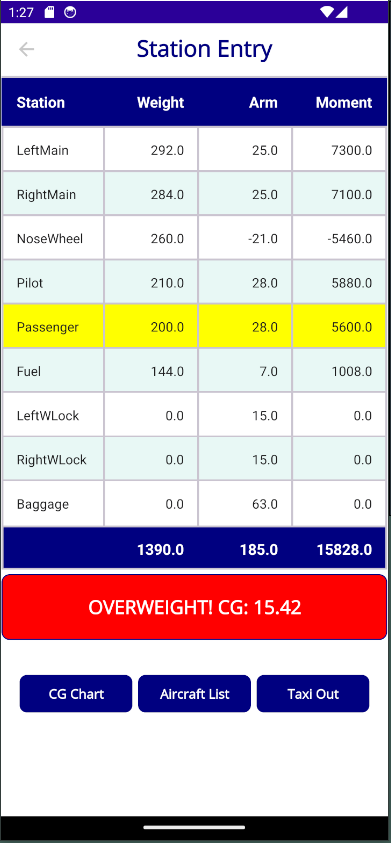 1:27
Station Entry
Station Weight Arm Moment
LeftMain 292.0 25.0 7300.0
RightMain 284.0 25.0 7100.0
NoseWheel 260.0 -21.0 -5460.0
Pilot 210.0 28.0 5880.0
Passenger 200.0 28.0 5600.0
Fuel 144.0 7.0 1008.0
LeftWLock 0.0 15.0 0.0
RightWLock 0.0 15.0 0.0
Baggage 0.0 63.0 0.0
1390.0 185.0 15828.0
OVERWEIGHT! CG: 15.42
CG Chart Aircraft List Taxi Out